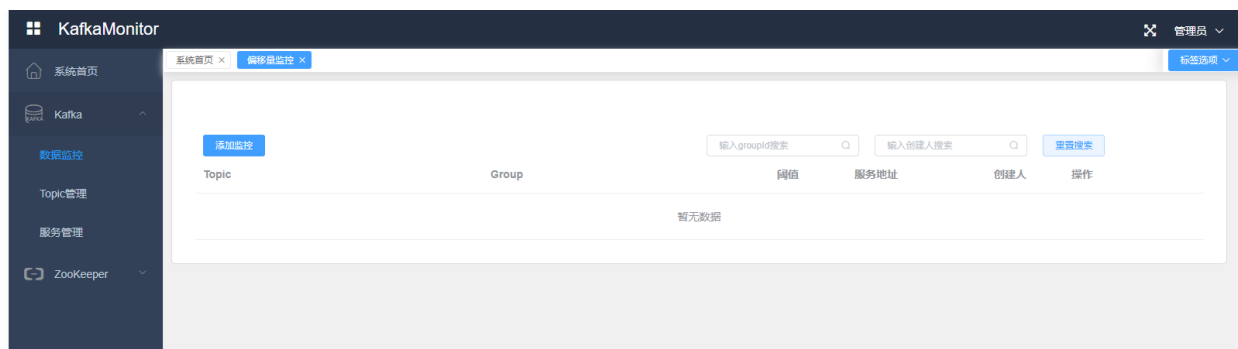 KafkaMonitor
管理员
系统首页
偏移量监控
标签选项
系统首页
KAFKA
Kafka
数据监控
Topic管理
服务管理
ZooKeeper
添加监控
输入groupId搜索
输入创建人搜索
重置搜索
Topic
Group
阈值
服务地址
创建人
操作
暂无数据